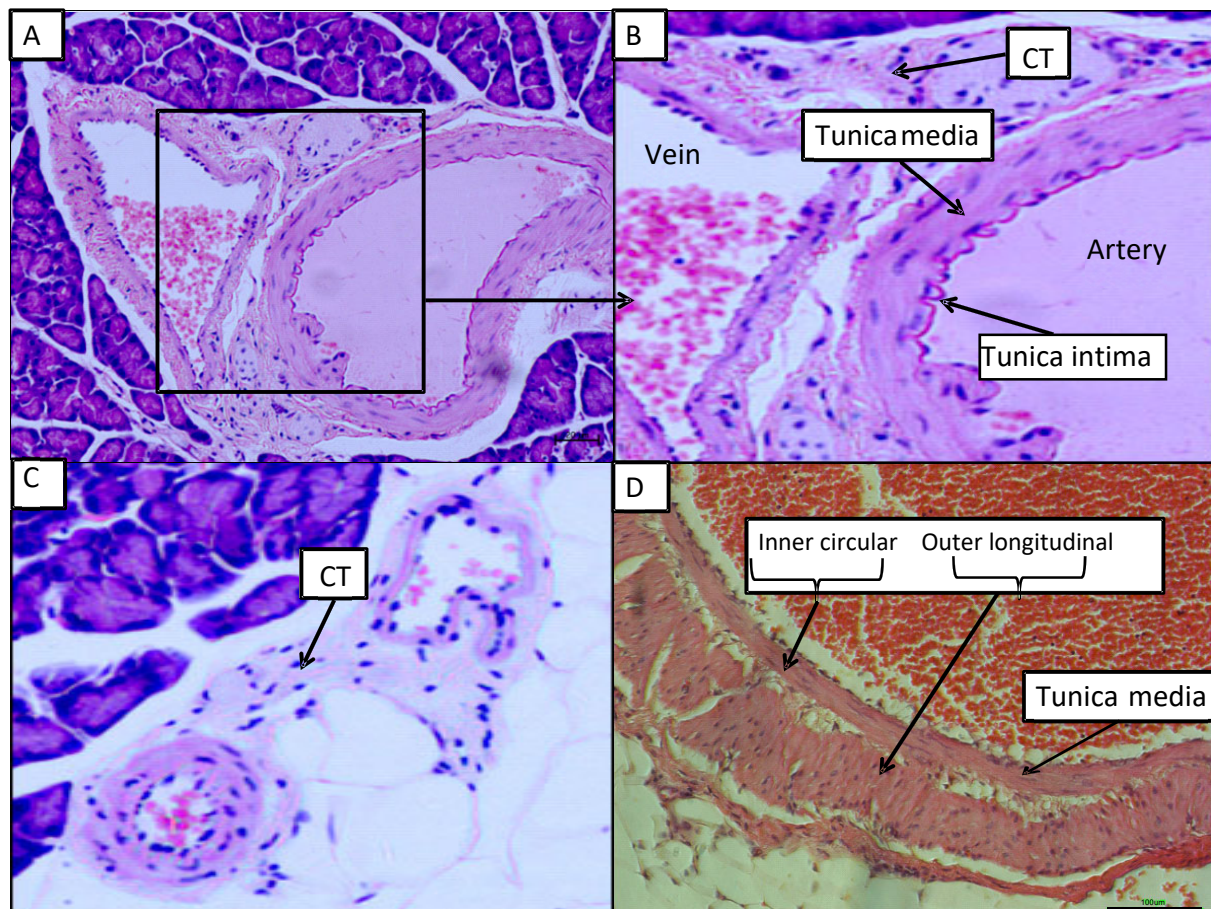 A
B
CT
Tunica media
Vein
Artery
Tunica intima
C
CT
D
Inner circular Outer longitudinal
Tunica media
100um